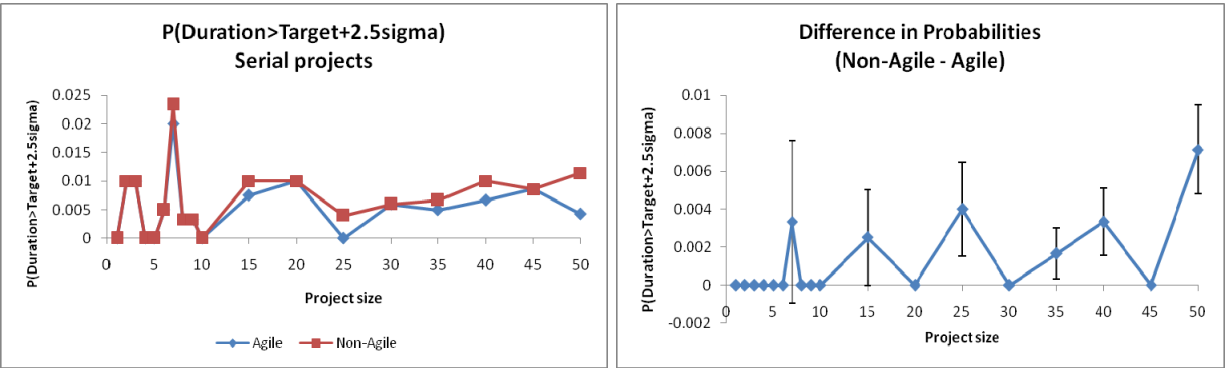 P(Duration>Target+2.5sigma)
Serial projects
P(Duration>Target+2.5sigma)
0.025
0.02
0.015
0.01
0.005
0
0 5 10 15 20 25 30 35 40 45 50
Project size
Agile Non-Agile
Difference in Probabilities
(Non-Agile - Agile)
P(Duration>Target+2.5sigma)
0.01
0.008
0.006
0.004
0.002
0
-0.002
0 5 10 15 20 25 30 35 40 45 50
Project size